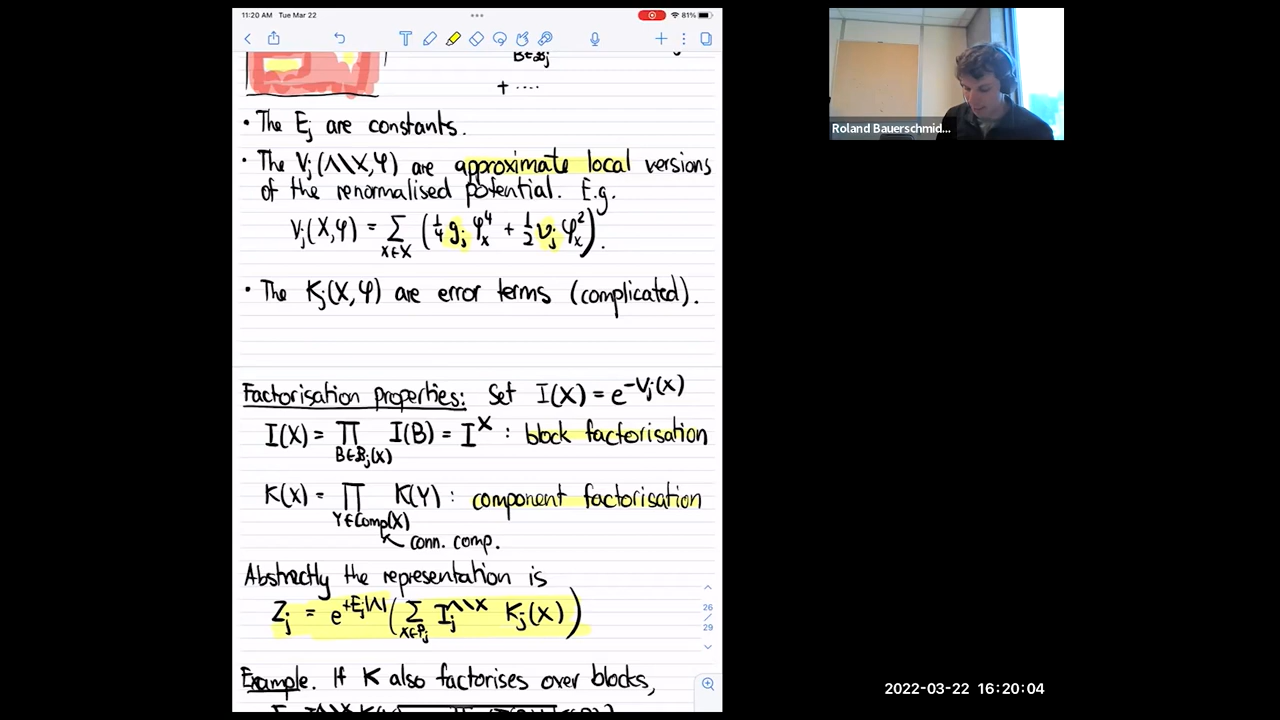 11:20 AM Tue Mar 22
81%
B∈B_j
+ ....
• The E_j are constants.
• The V_j(Λ\X,φ) are approximate local versions
of the renormalised potential. E.g.
V_j(X,φ) = Σ_{x∈X} (1/4 g_j φ_x^4 + 1/2 ν_j φ_x^2).
• The K_j(X,φ) are error terms (complicated).
Factorisation properties: Set I(X) = e^{-V_j(X)}
I(X) = Π_{B∈B_j(X)} I(B) = I^X : block factorisation
K(X) = Π_{Y∈Comp(X)} K(Y) : component factorisation
conn. comp.
Abstractly the representation is
Z_j = e^{+E_j|Λ|} ( Σ_{X∈P_j} I_j^{Λ\X} K_j(X) )
Example. If K also factorises over blocks,
26
/
29
Roland Bauerschmid...
2022-03-22 16:20:04